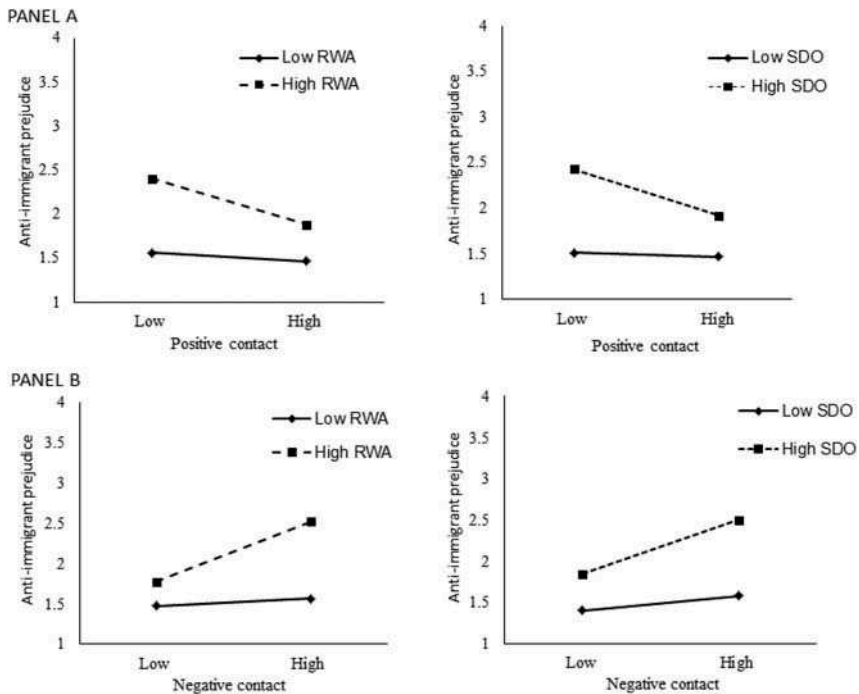 PANEL A
Anti-immigrant prejudice
4
3.5
3
2.5
2
1.5
1
Low RWA
High RWA
Low
High
Positive contact
Anti-immigrant prejudice
4
3.5
3
2.5
2
1.5
1
Low SDO
High SDO
Low
High
Positive contact
PANEL B
Anti-immigrant prejudice
4
3.5
3
2.5
2
1.5
1
Low RWA
High RWA
Low
High
Negative contact
Anti-immigrant prejudice
4
3.5
3
2.5
2
1.5
1
Low SDO
High SDO
Low
High
Negative contact